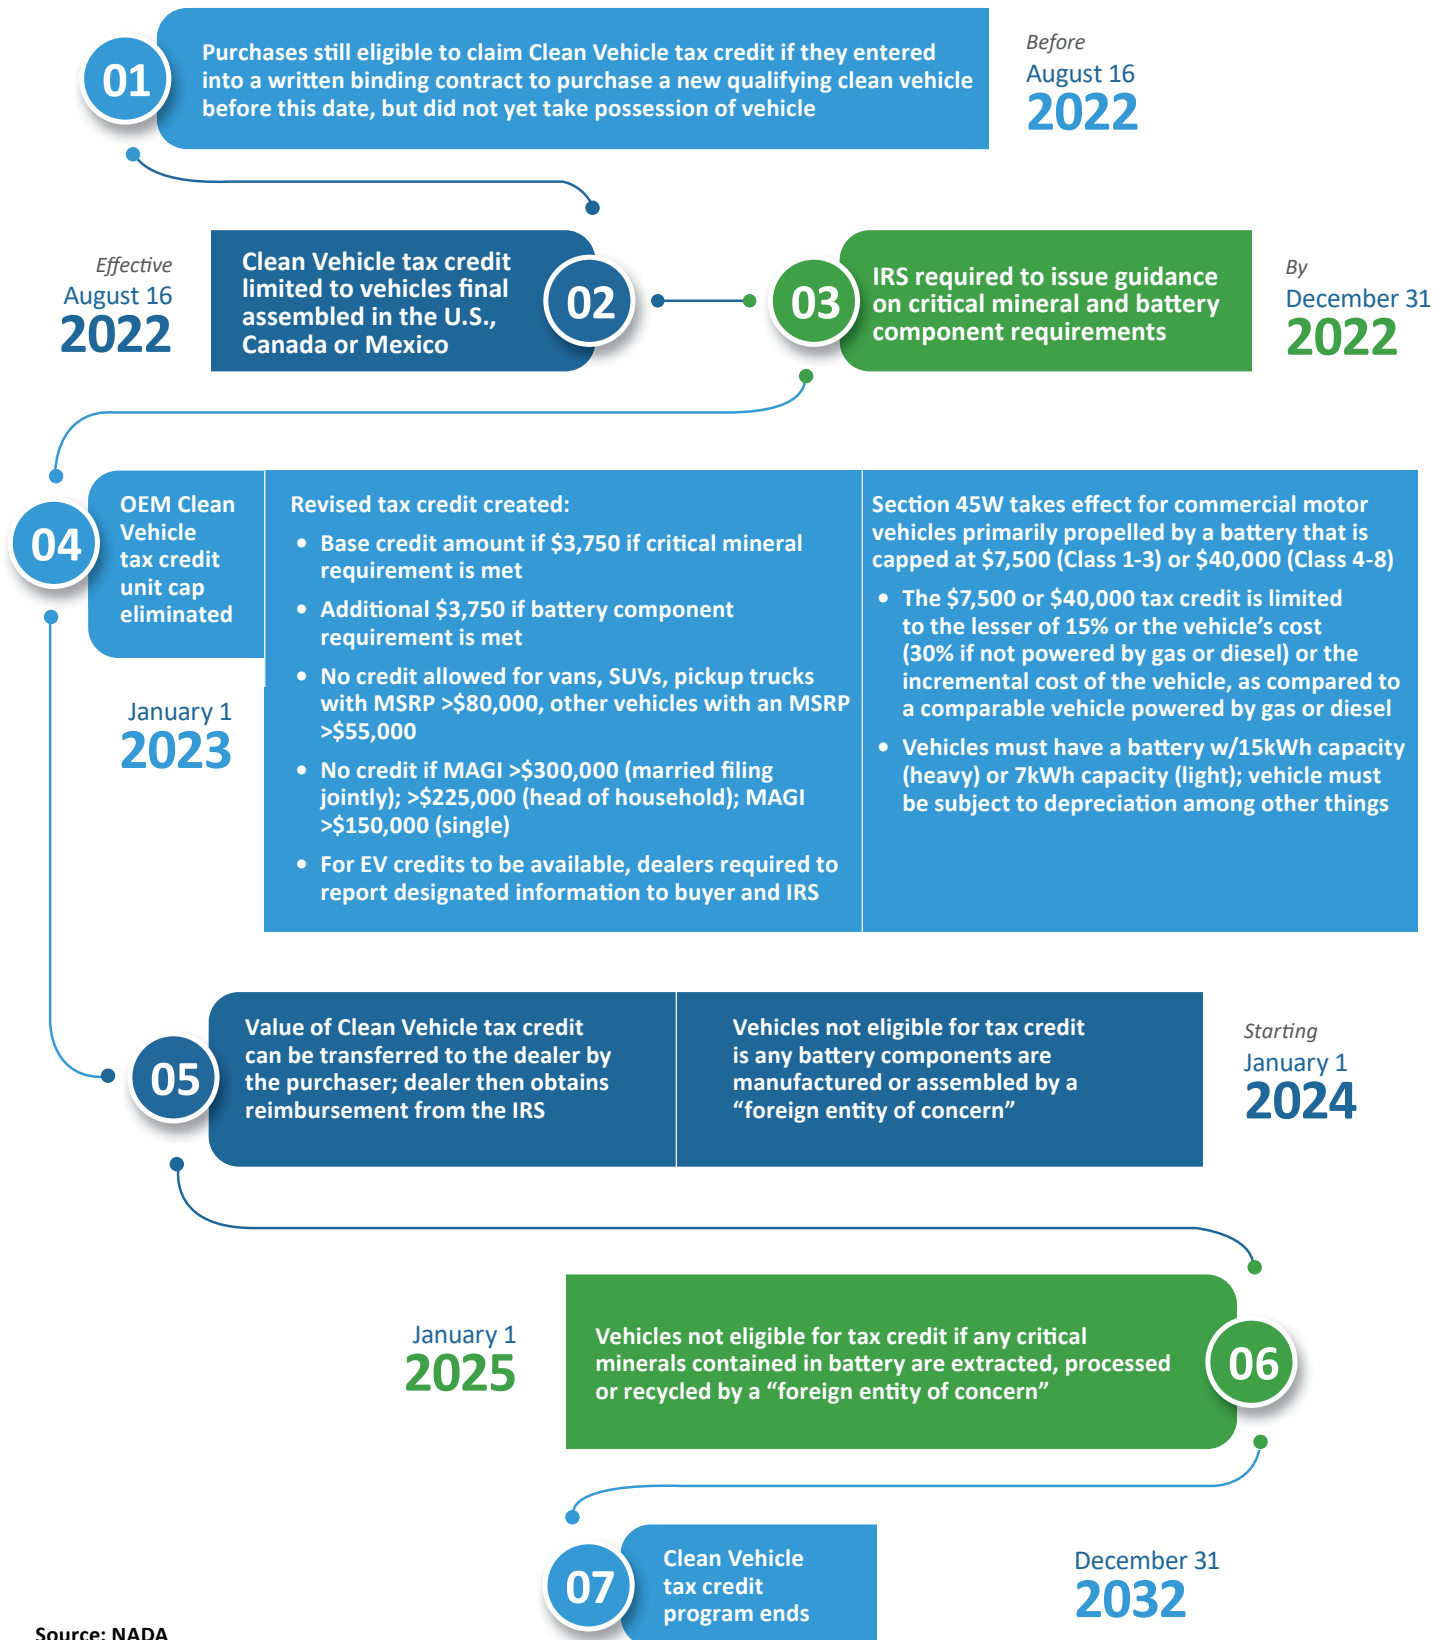 01
Purchases still eligible to claim Clean Vehicle tax credit if they entered
into a written binding contract to purchase a new qualifying clean vehicle
before this date, but did not yet take possession of vehicle
Before
August 16
2022
Effective
August 16
2022
Clean Vehicle tax credit
limited to vehicles final
assembled in the U.S.,
Canada or Mexico
02
03
IRS required to issue guidance
on critical mineral and battery
component requirements
By
December 31
2022
04
OEM Clean
Vehicle
tax credit
unit cap
eliminated
January 1
2023
Revised tax credit created:
• Base credit amount if $3,750 if critical mineral
requirement is met
• Additional $3,750 if battery component
requirement is met
• No credit allowed for vans, SUVs, pickup trucks
with MSRP >$80,000, other vehicles with an MSRP
>$55,000
• No credit if MAGI >$300,000 (married filing
jointly); >$225,000 (head of household); MAGI
>$150,000 (single)
• For EV credits to be available, dealers required to
report designated information to buyer and IRS
Section 45W takes effect for commercial motor
vehicles primarily propelled by a battery that is
capped at $7,500 (Class 1-3) or $40,000 (Class 4-8)
• The $7,500 or $40,000 tax credit is limited
to the lesser of 15% or the vehicle's cost
(30% if not powered by gas or diesel) or the
incremental cost of the vehicle, as compared to
a comparable vehicle powered by gas or diesel
• Vehicles must have a battery w/15kWh capacity
(heavy) or 7kWh capacity (light); vehicle must
be subject to depreciation among other things
05
Value of Clean Vehicle tax credit
can be transferred to the dealer by
the purchaser; dealer then obtains
reimbursement from the IRS
Vehicles not eligible for tax credit
is any battery components are
manufactured or assembled by a
“foreign entity of concern”
Starting
January 1
2024
January 1
2025
Vehicles not eligible for tax credit if any critical
minerals contained in battery are extracted, processed
or recycled by a “foreign entity of concern”
06
07
Clean Vehicle
tax credit
program ends
December 31
2032
Source: NADA